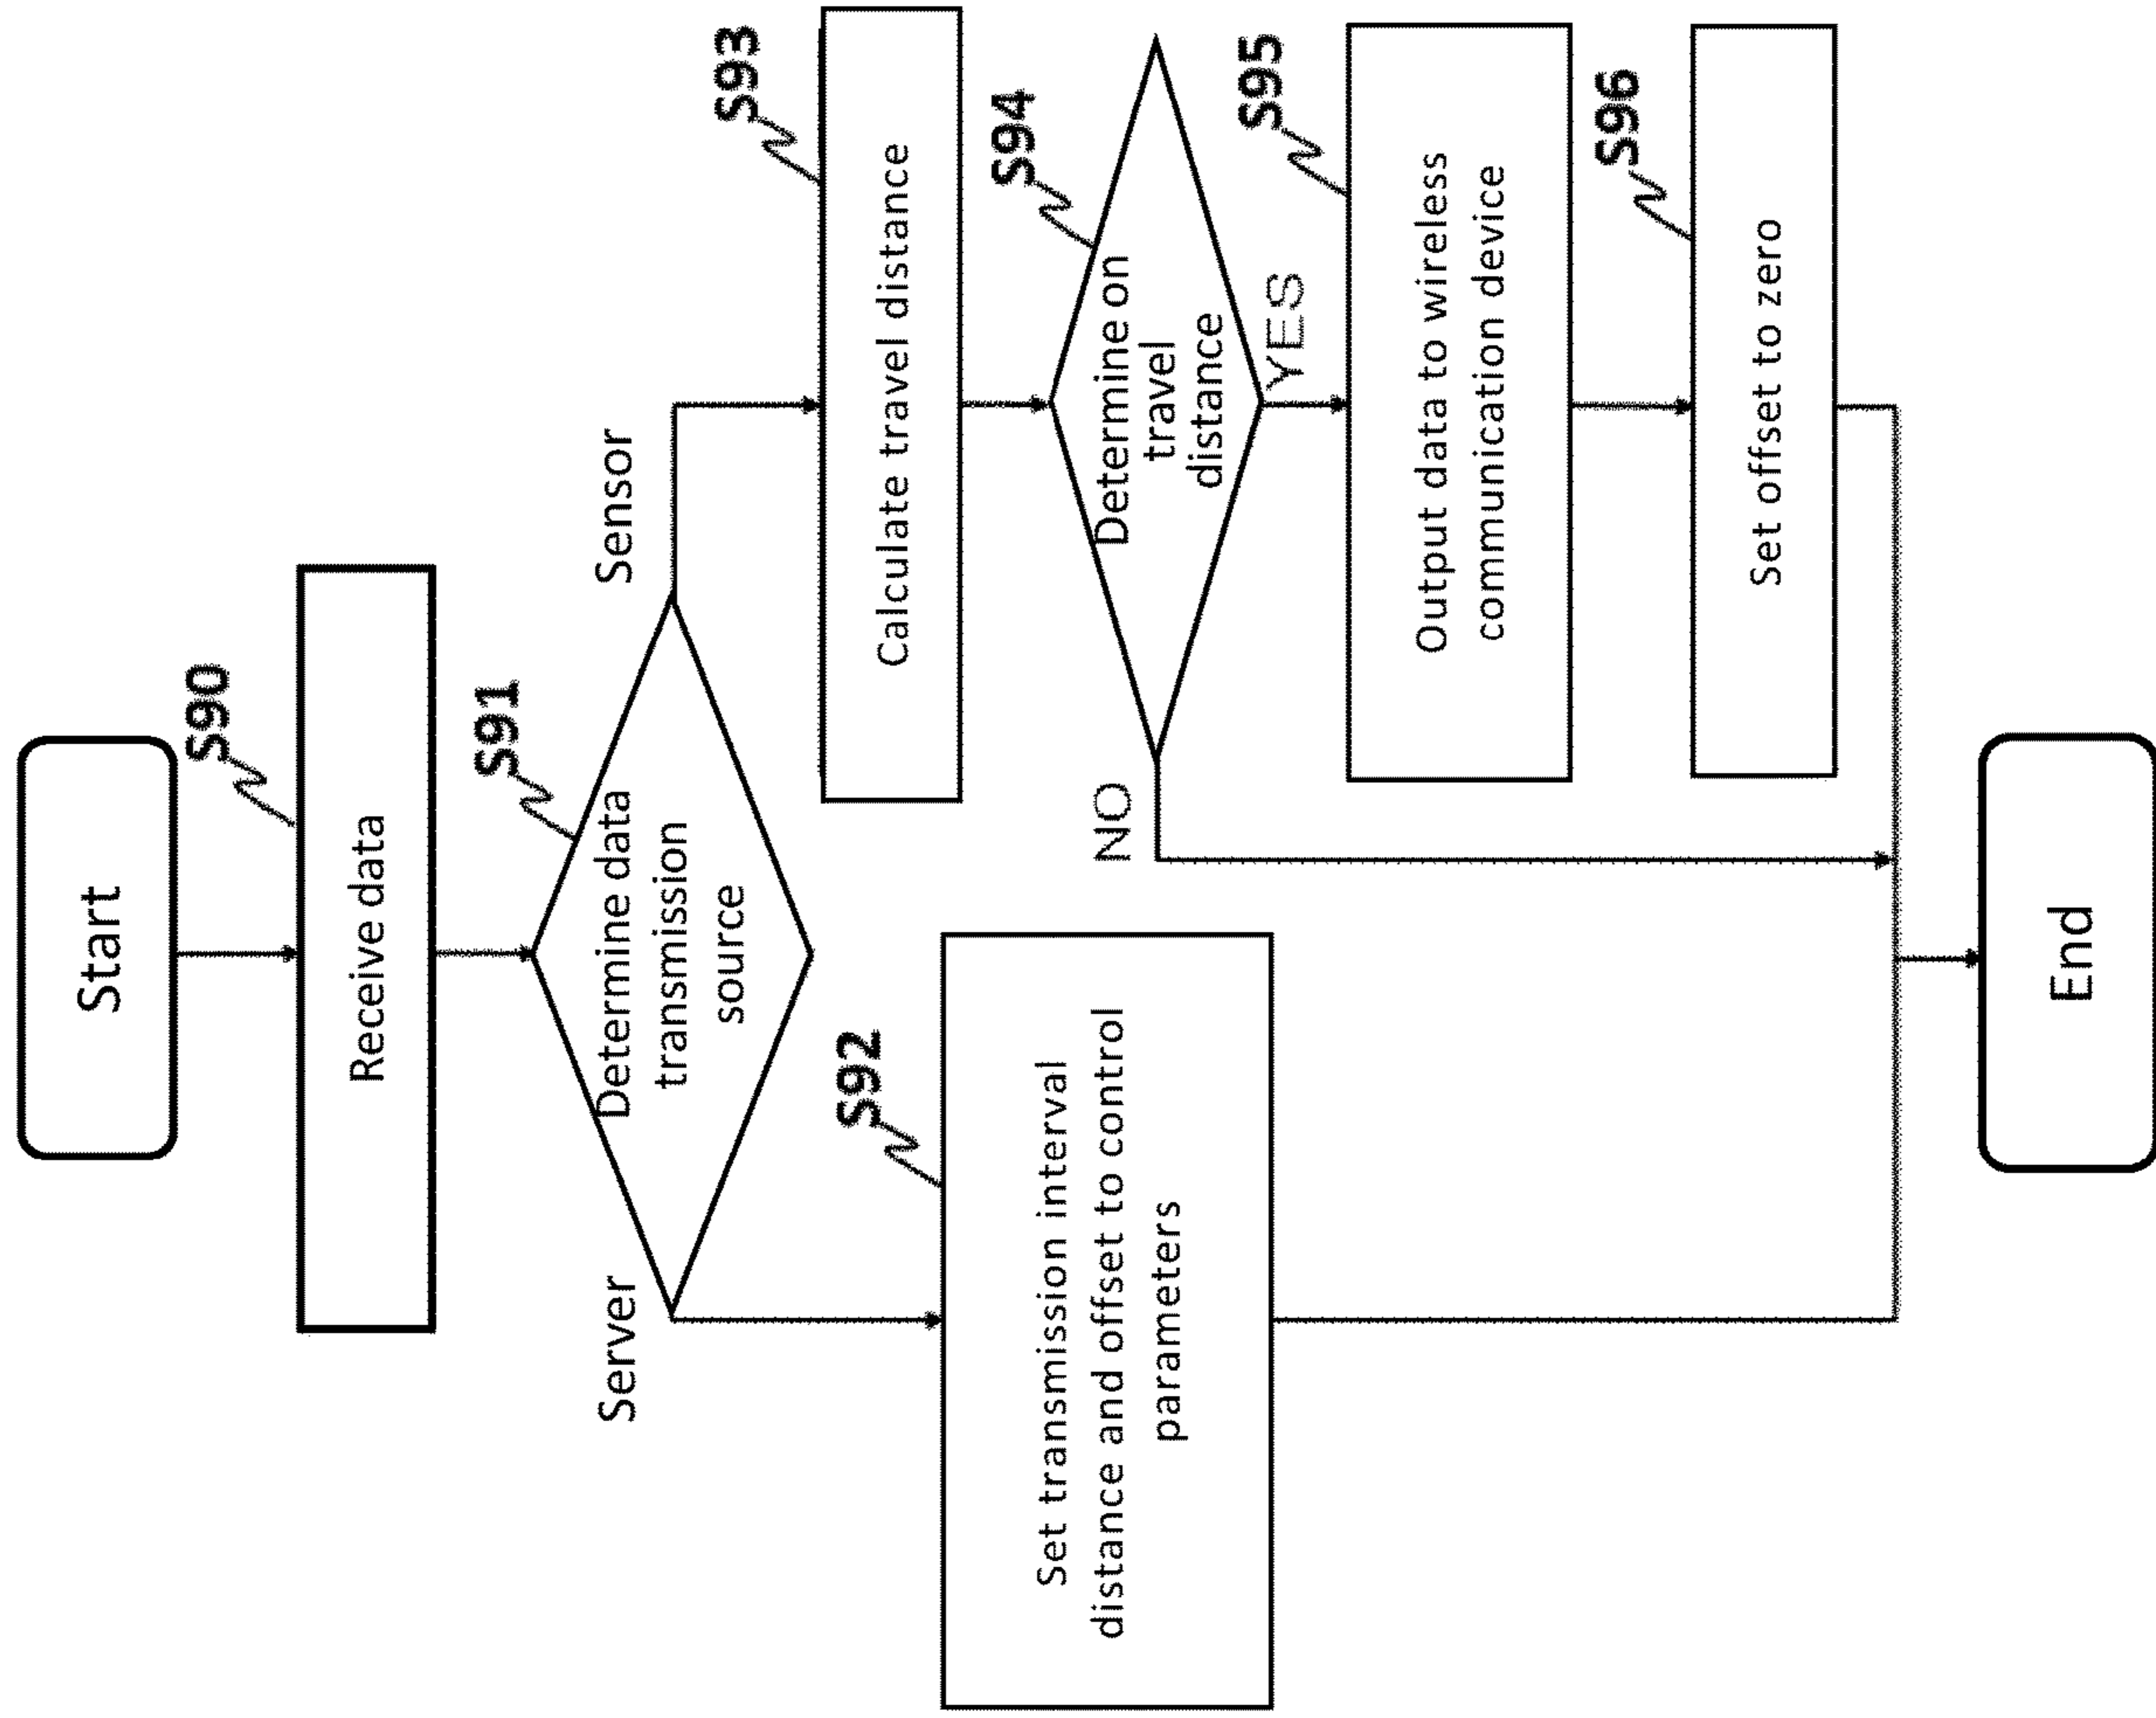 Start
S90
Receive data
S91
Determine data
transmission
source
Server
Sensor
S92
Set transmission interval
distance and offset to control
parameters
S93
Calculate travel distance
S94
Determine on
travel
distance
NO
YES
S95
Output data to wireless
communication device
S96
Set offset to zero
End